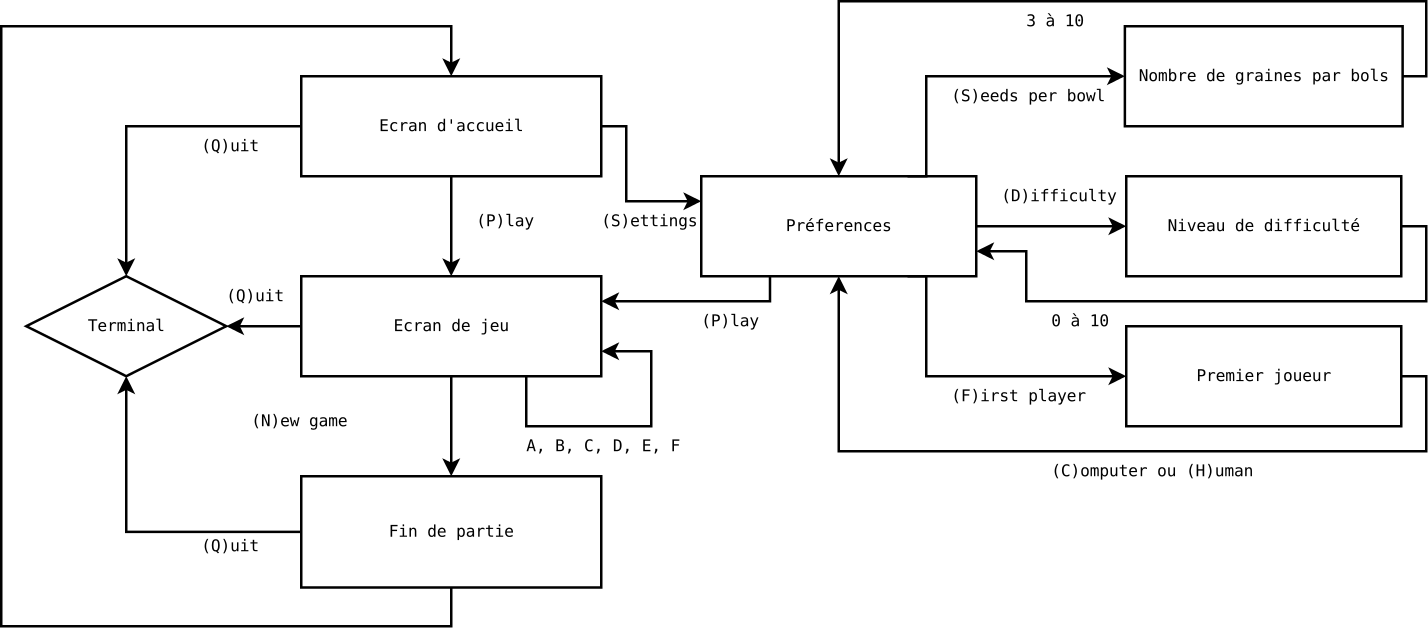 3 à 10
Nombre de graines par bols
(S)eeds per bowl
Ecran d'accueil
(Q)uit
(D)ifficulty
(P)lay
(S)ettings
Préferences
Niveau de difficulté
(Q)uit
Terminal
Ecran de jeu
(P)lay
0 à 10
Premier joueur
(F)irst player
(N)ew game
A, B, C, D, E, F
(C)omputer ou (H)uman
Fin de partie
(Q)uit